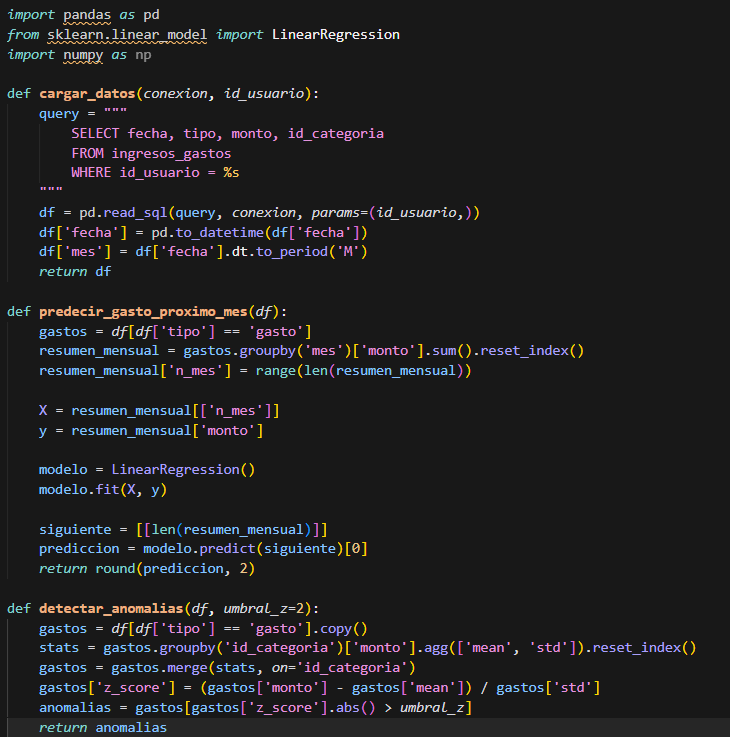 import pandas as pd
from sklearn.linear_model import LinearRegression
import numpy as np

def cargar_datos(conexion, id_usuario):
    query = """
        SELECT fecha, tipo, monto, id_categoria
        FROM ingresos_gastos
        WHERE id_usuario = %s
    """
    df = pd.read_sql(query, conexion, params=(id_usuario,))
    df['fecha'] = pd.to_datetime(df['fecha'])
    df['mes'] = df['fecha'].dt.to_period('M')
    return df

def predecir_gasto_proximo_mes(df):
    gastos = df[df['tipo'] == 'gasto']
    resumen_mensual = gastos.groupby('mes')['monto'].sum().reset_index()
    resumen_mensual['n_mes'] = range(len(resumen_mensual))

    X = resumen_mensual[['n_mes']]
    y = resumen_mensual['monto']

    modelo = LinearRegression()
    modelo.fit(X, y)

    siguiente = [[len(resumen_mensual)]]
    prediccion = modelo.predict(siguiente)[0]
    return round(prediccion, 2)

def detectar_anomalias(df, umbral_z=2):
    gastos = df[df['tipo'] == 'gasto'].copy()
    stats = gastos.groupby('id_categoria')['monto'].agg(['mean', 'std']).reset_index()
    gastos = gastos.merge(stats, on='id_categoria')
    gastos['z_score'] = (gastos['monto'] - gastos['mean']) / gastos['std']
    anomalias = gastos[gastos['z_score'].abs() > umbral_z]
    return anomalias